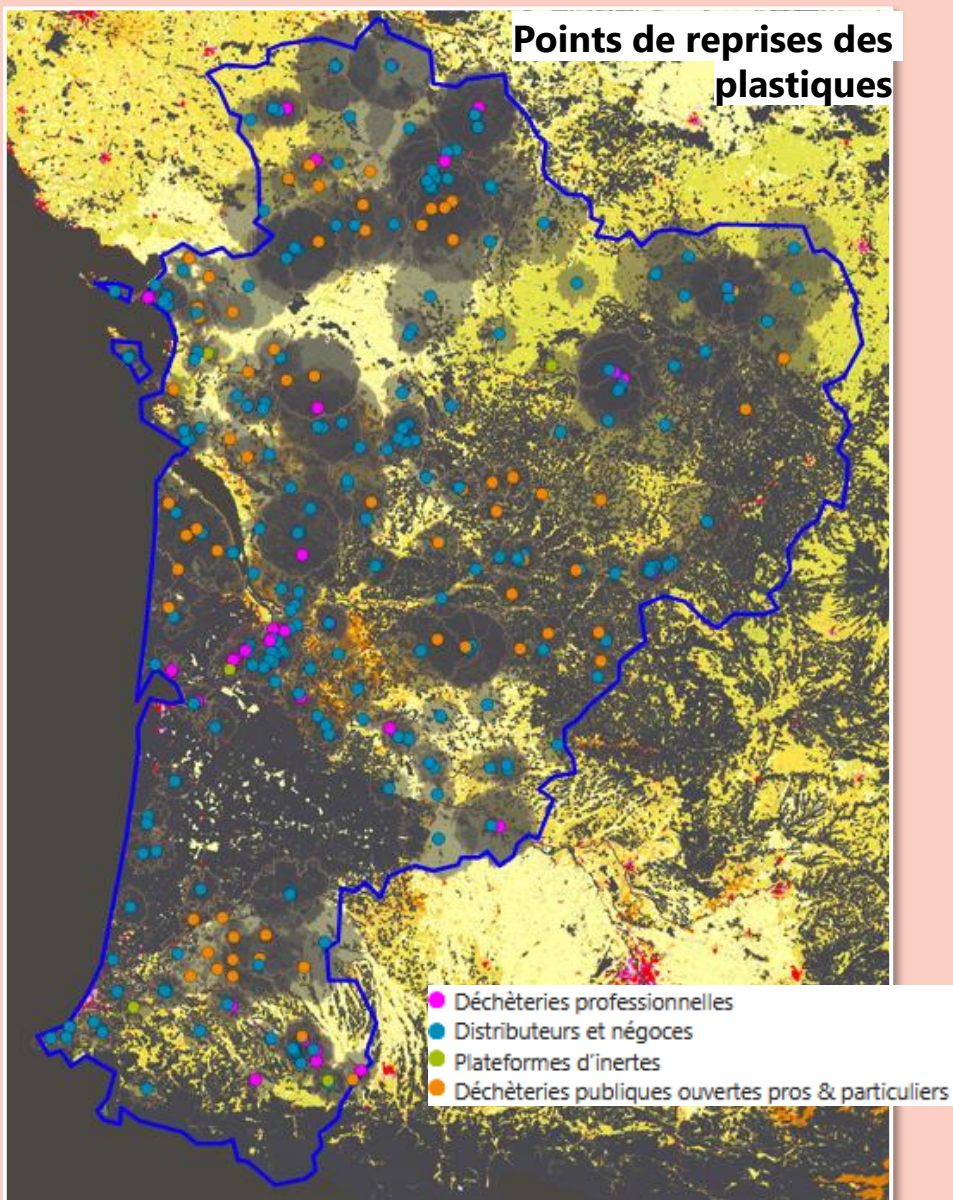 Points de reprises des
plastiques
Déchèteries professionnelles
Distributeurs et négoces
Plateformes d'inertes
Déchèteries publiques ouvertes pros & particuliers